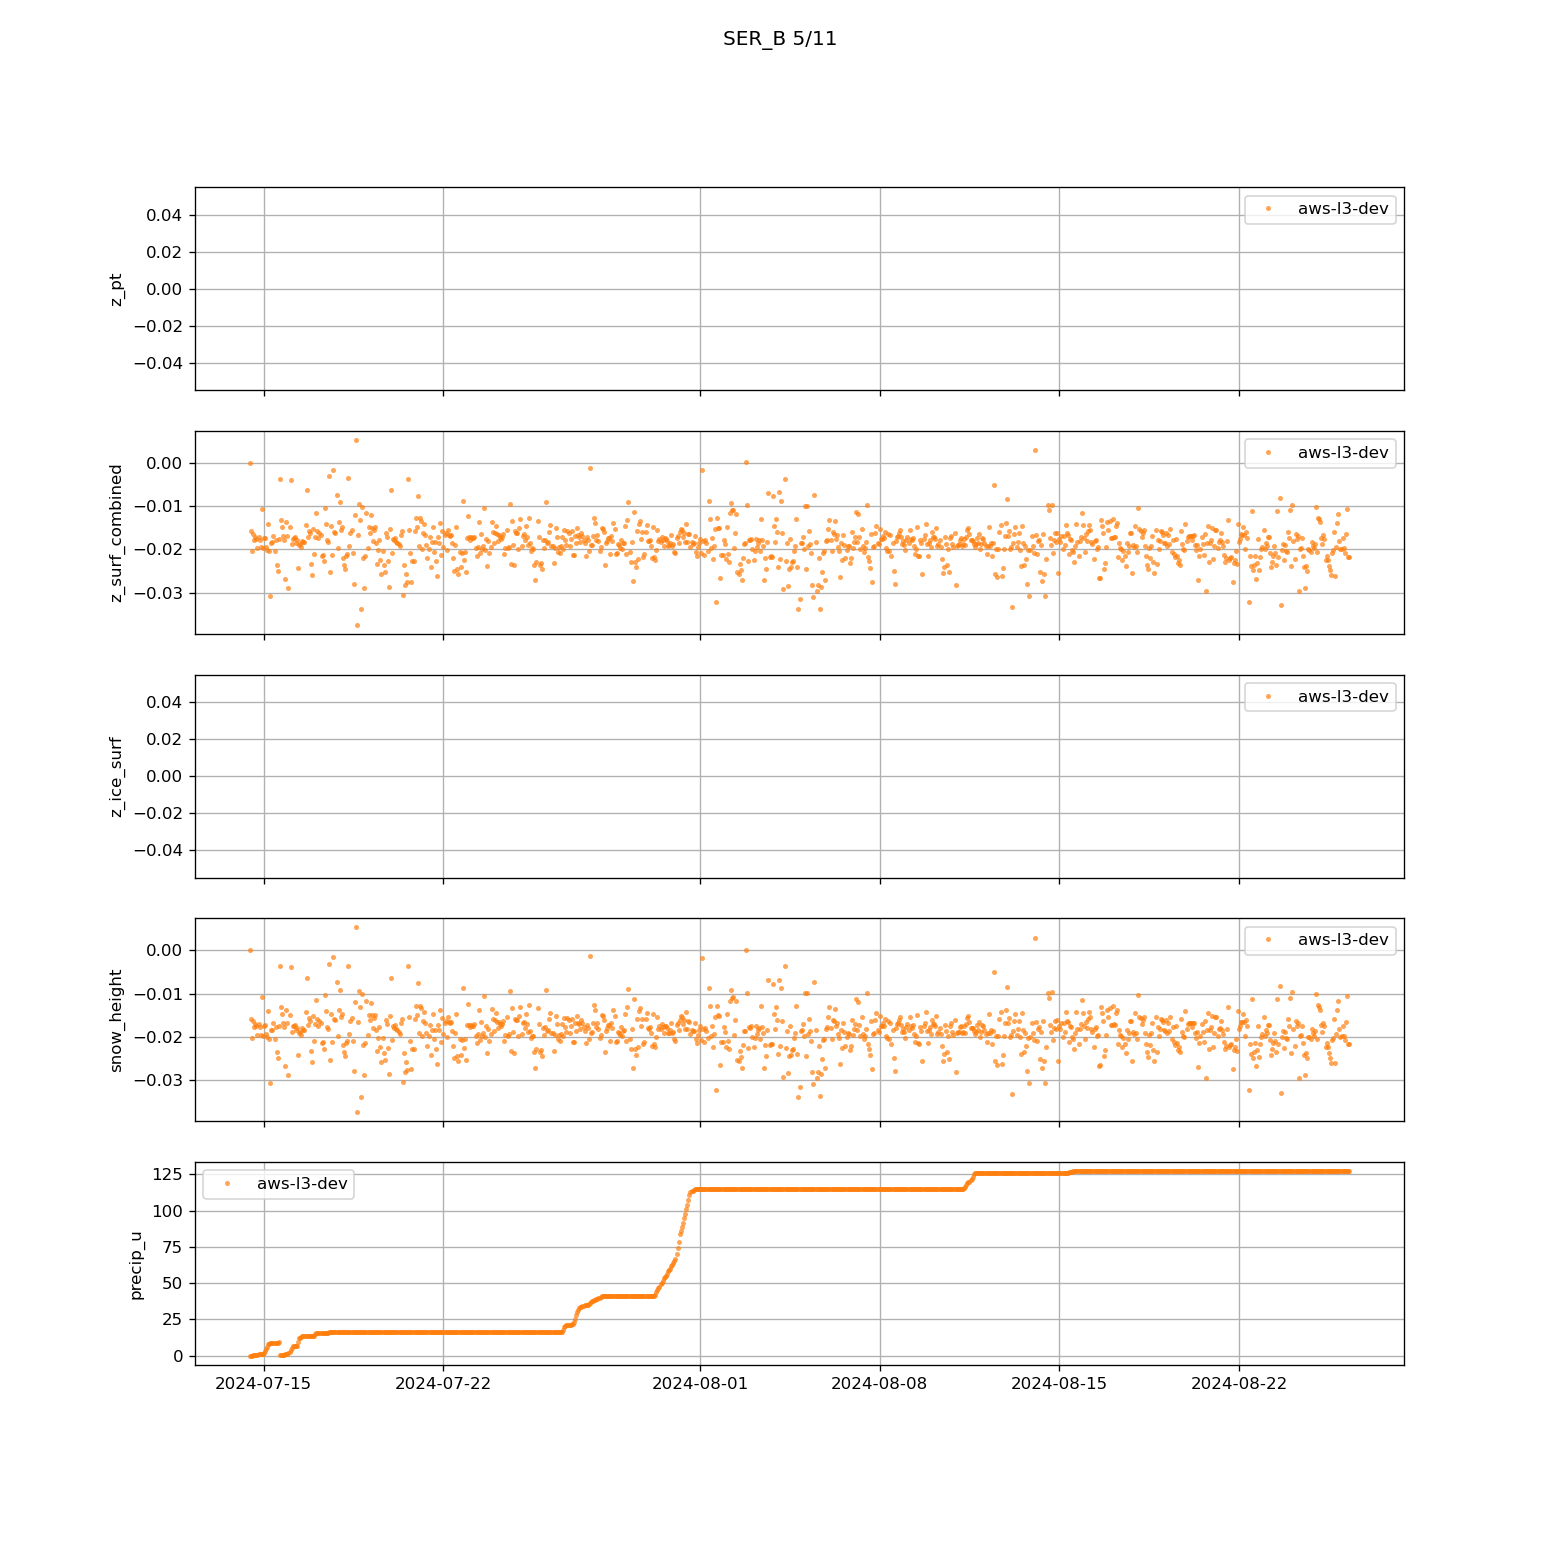 SER_B 5/11
aws-l3-dev
0.04
0.02
0.00
−0.02
−0.04
z_pt
aws-l3-dev
0.00
−0.01
−0.02
−0.03
z_surf_combined
aws-l3-dev
0.04
0.02
0.00
−0.02
−0.04
z_ice_surf
aws-l3-dev
0.00
−0.01
−0.02
−0.03
snow_height
aws-l3-dev
125
100
75
50
25
0
precip_u
2024-07-15 2024-07-22 2024-08-01 2024-08-08 2024-08-15 2024-08-22